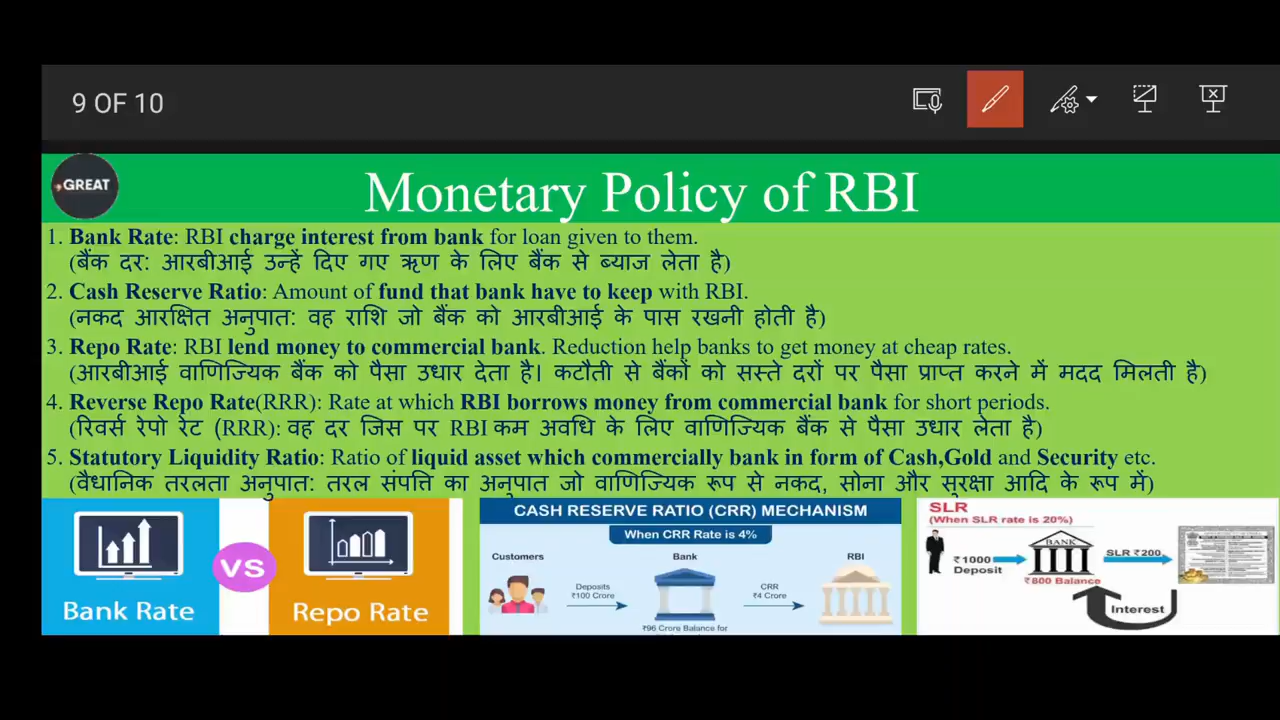 9 OF 10
GREAT
Monetary Policy of RBI
1. Bank Rate: RBI charge interest from bank for loan given to them.
(बैंक दर: आरबीआई उन्हें दिए गए ऋण के लिए बैंक से ब्याज लेता है)
2. Cash Reserve Ratio: Amount of fund that bank have to keep with RBI.
(नकद आरक्षित अनुपात: वह राशि जो बैंक को आरबीआई के पास रखनी होती है)
3. Repo Rate: RBI lend money to commercial bank. Reduction help banks to get money at cheap rates.
(आरबीआई वाणिज्यिक बैंक को पैसा उधार देता है। कटौती से बैंकों को सस्ते दरों पर पैसा प्राप्त करने में मदद मिलती है)
4. Reverse Repo Rate(RRR): Rate at which RBI borrows money from commercial bank for short periods.
(रिवर्स रेपो रेट (RRR): वह दर जिस पर RBI कम अवधि के लिए वाणिज्यिक बैंक से पैसा उधार लेता है)
5. Statutory Liquidity Ratio: Ratio of liquid asset which commercially bank in form of Cash,Gold and Security etc.
(वैधानिक तरलता अनुपात: तरल संपत्ति का अनुपात जो वाणिज्यिक रूप से नकद, सोना और सुरक्षा आदि के रूप में)
Bank Rate
VS
Repo Rate
CASH RESERVE RATIO (CRR) MECHANISM
When CRR Rate is 4%
Customers
Bank
RBI
Deposits
₹100 Crore
CRR
₹4 Crore
₹96 Crore Balance for
SLR
(When SLR rate is 20%)
₹1000
Deposit
BANK
₹800 Balance
SLR ₹200
Interest